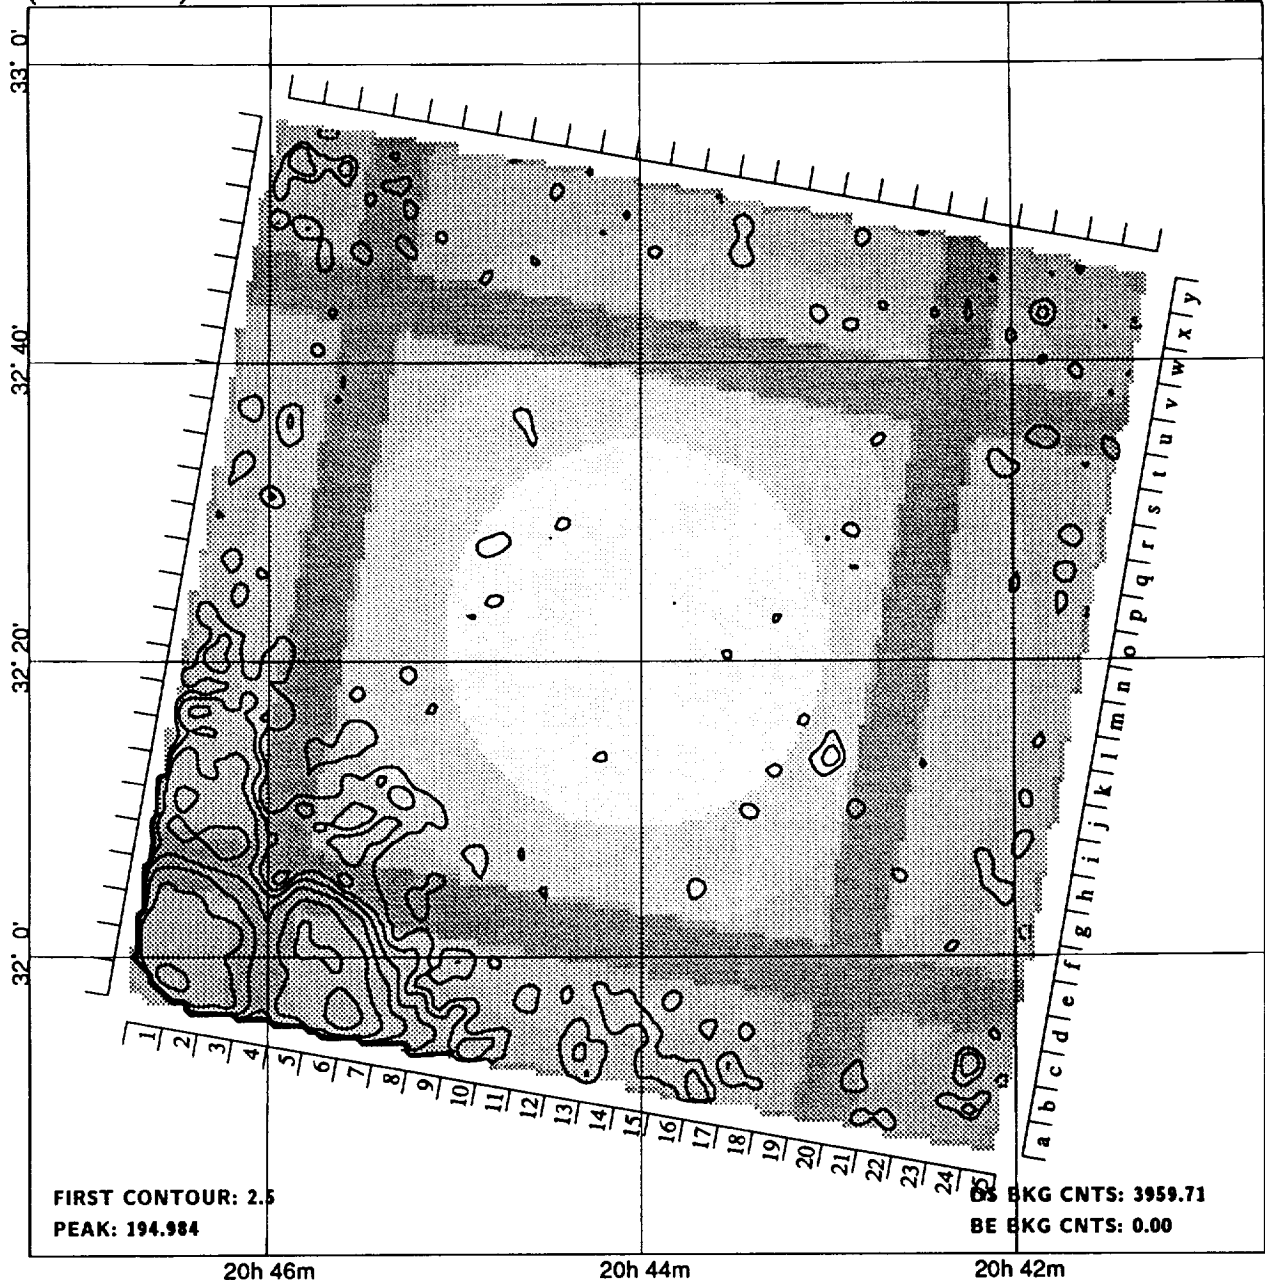 33° 0'
32° 40'
32° 20'
32° 0'
y
x
w
v
u
t
s
r
q
p
o
n
m
l
k
j
i
h
g
f
e
d
c
b
a
1 2 3 4 5 6 7 8 9 10 11 12 13 14 15 16 17 18 19 20 21 22 23 24 25
FIRST CONTOUR: 2.5
PEAK: 194.984
DS BKG CNTS: 3959.71
BE BKG CNTS: 0.00
20h 46m 20h 44m 20h 42m